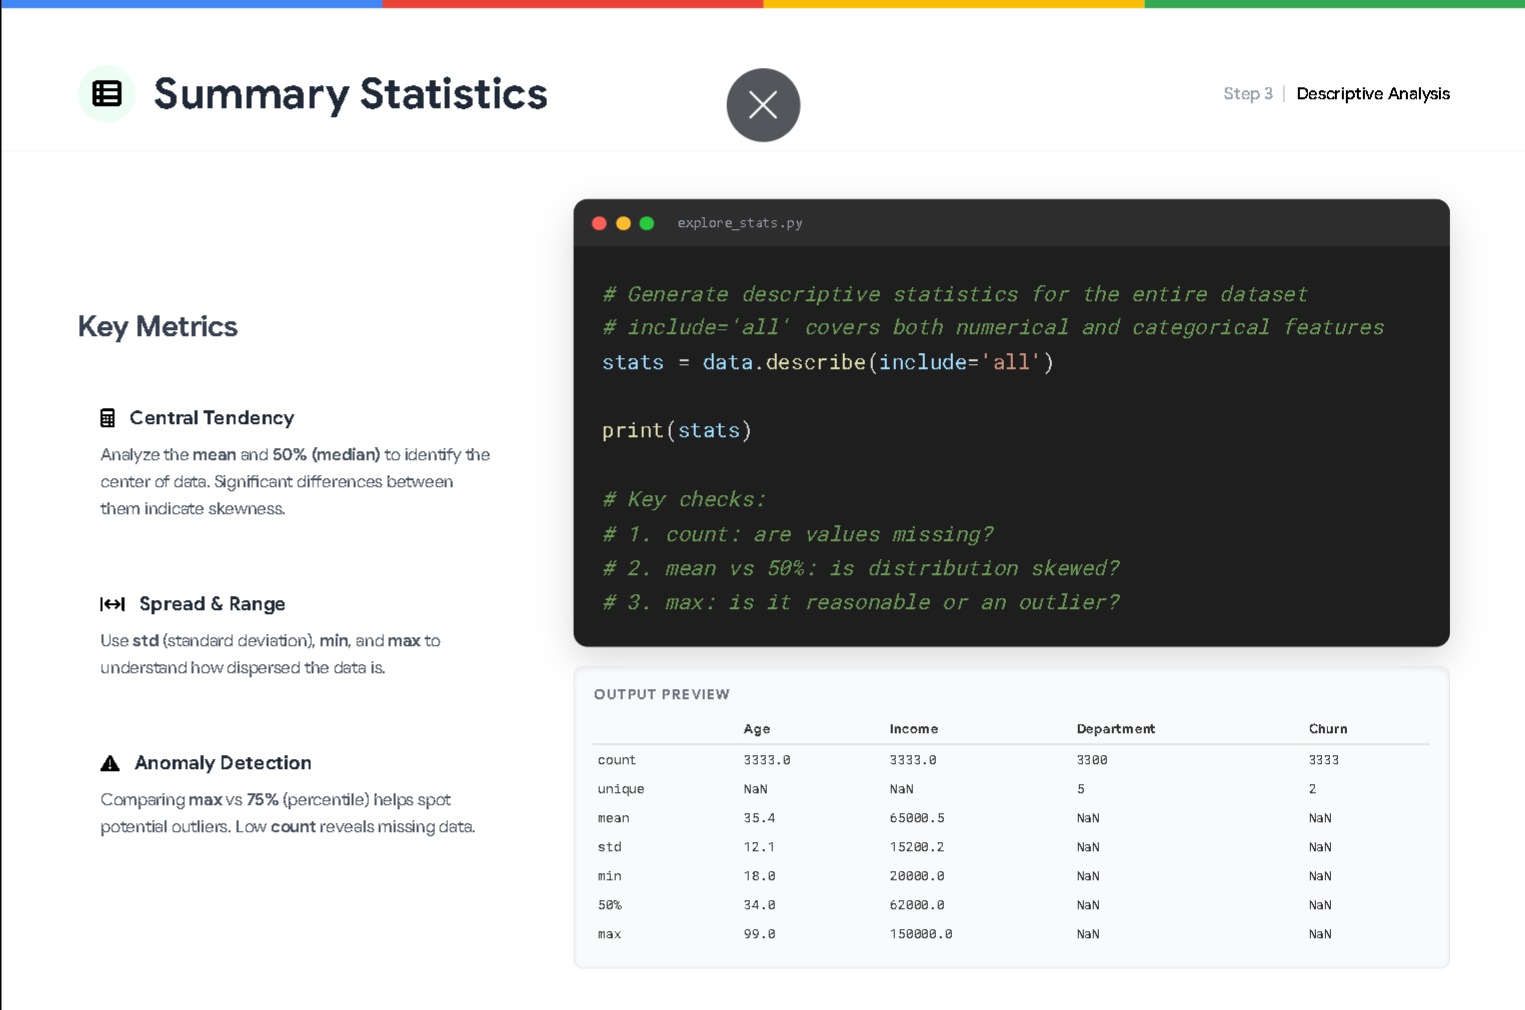 Summary Statistics
Step 3 | Descriptive Analysis
Key Metrics
Central Tendency
Analyze the mean and 50% (median) to identify the
center of data. Significant differences between
them indicate skewness.
Spread & Range
Use std (standard deviation), min, and max to
understand how dispersed the data is.
Anomaly Detection
Comparing max vs 75% (percentile) helps spot
potential outliers. Low count reveals missing data.
explore_stats.py
# Generate descriptive statistics for the entire dataset
# include='all' covers both numerical and categorical features
stats = data.describe(include='all')
print(stats)
# Key checks:
# 1. count: are values missing?
# 2. mean vs 50%: is distribution skewed?
# 3. max: is it reasonable or an outlier?
OUTPUT PREVIEW
Age Income Department Churn
count 3333.0 3333.0 3300 3333
unique NaN NaN 5 2
mean 35.4 65000.5 NaN NaN
std 12.1 15200.2 NaN NaN
min 18.0 20000.0 NaN NaN
50% 34.0 62000.0 NaN NaN
max 99.0 150000.0 NaN NaN